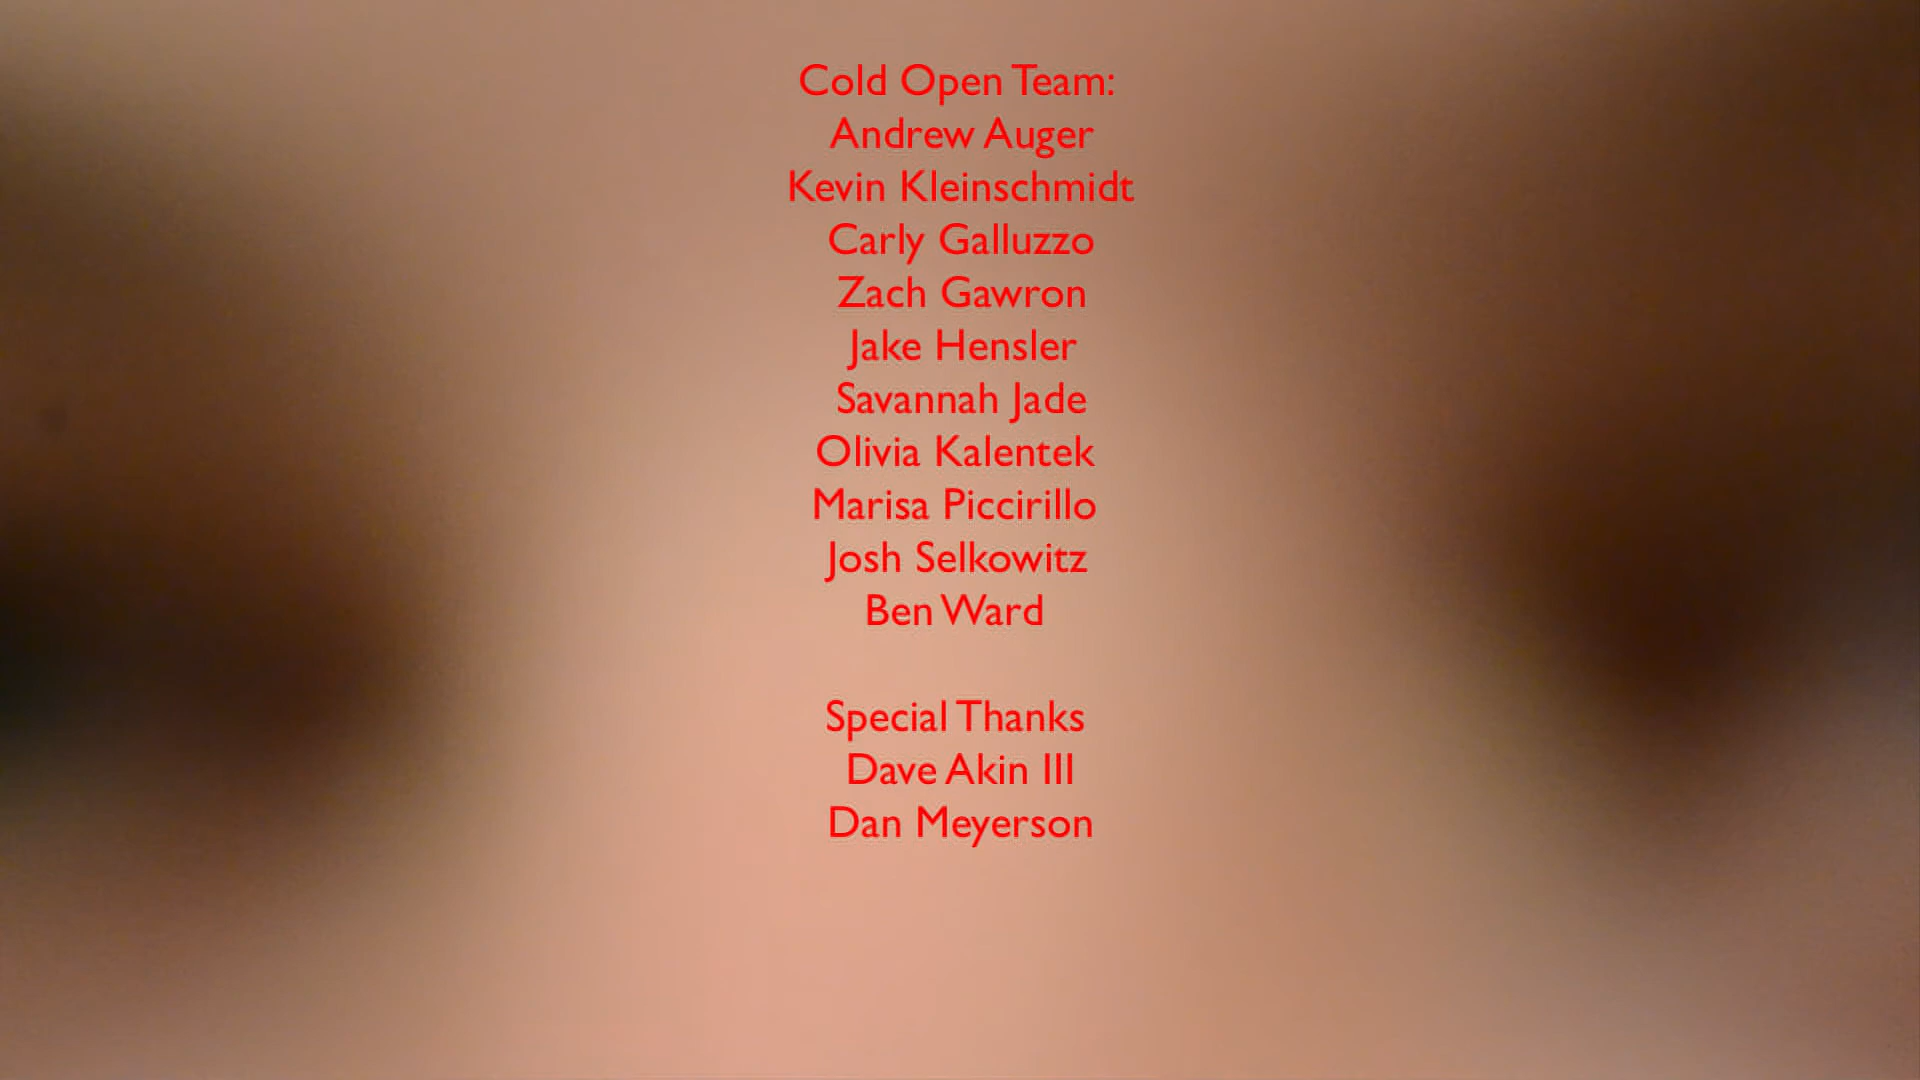 Cold Open Team:
Andrew Auger
Kevin Kleinschmidt
Carly Galluzzo
Zach Gawron
Jake Hensler
Savannah Jade
Olivia Kalentek
Marisa Piccirillo
Josh Selkowitz
Ben Ward
Special Thanks
Dave Akin III
Dan Meyerson